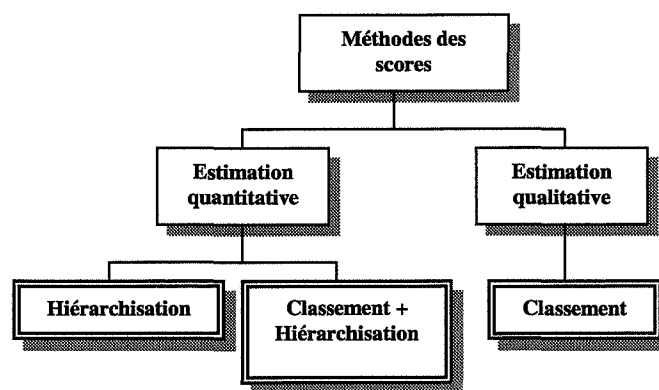 Méthodes des
scores
Estimation
quantitative
Estimation
qualitative
Hiérarchisation
Classement +
Hiérarchisation
Classement